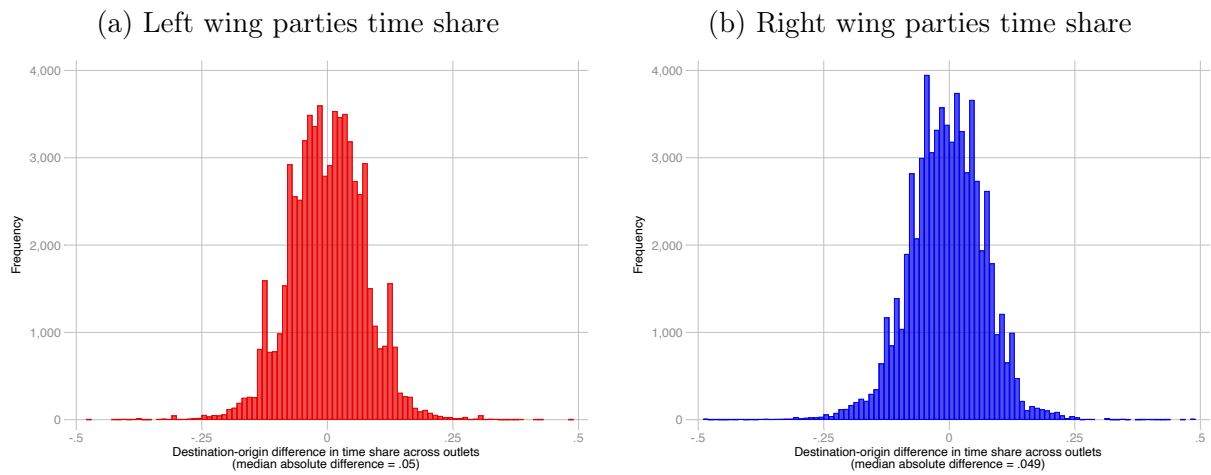 (a) Left wing parties time share
4,000
3,000
2,000
1,000
0
Frequency
-.5
-.25
0
.25
.5
Destination-origin difference in time share across outlets
(median absolute difference = .05)
(b) Right wing parties time share
4,000
3,000
2,000
1,000
0
Frequency
-.5
-.25
0
.25
.5
Destination-origin difference in time share across outlets
(median absolute difference = .049)